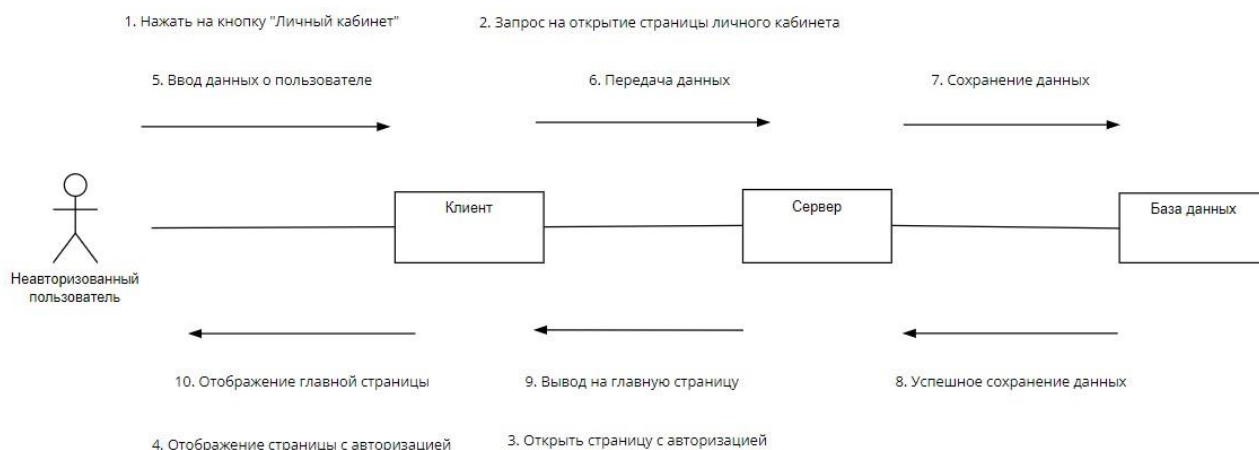 1. Нажать на кнопку "Личный кабинет"
2. Запрос на открытие страницы личного кабинета
5. Ввод данных о пользователе
6. Передача данных
7. Сохранение данных
Клиент
Сервер
База данных
Неавторизованный
пользователь
10. Отображение главной страницы
9. Вывод на главную страницу
8. Успешное сохранение данных
4. Отображение страницы с авторизацией
3. Открыть страницу с авторизацией